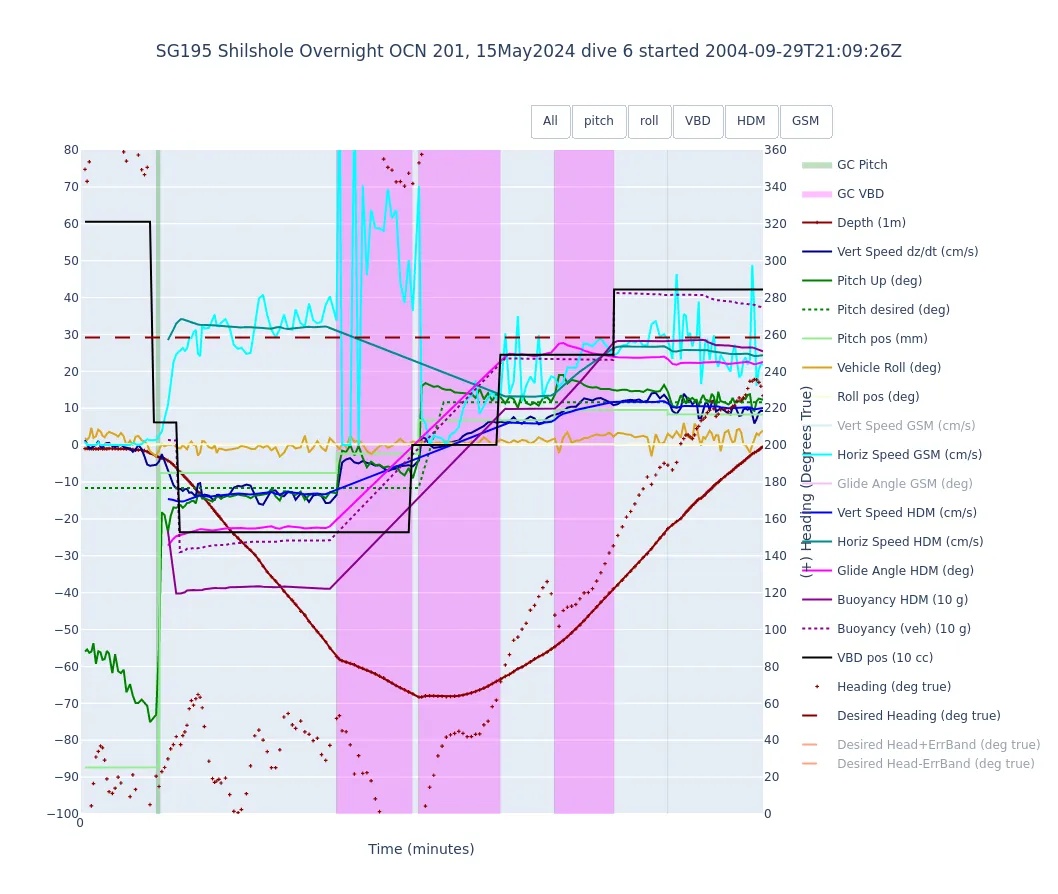 SG195 Shilshole Overnight OCN 201, 15May2024 dive 6 started 2004-09-29T21:09:26Z
All pitch roll VBD HDM GSM
80
70
60
50
40
30
20
10
0
−10
−20
−30
−40
−50
−60
−70
−80
−90
−100
0
Time (minutes)
360
340
320
300
280
260
240
220
200
180
160
140
120
100
80
60
40
20
0
(+) Heading (Degrees True)
GC Pitch
GC VBD
Depth (1m)
Vert Speed dz/dt (cm/s)
Pitch Up (deg)
Pitch desired (deg)
Pitch pos (mm)
Vehicle Roll (deg)
Roll pos (deg)
Vert Speed GSM (cm/s)
Horiz Speed GSM (cm/s)
Glide Angle GSM (deg)
Vert Speed HDM (cm/s)
Horiz Speed HDM (cm/s)
Glide Angle HDM (deg)
Buoyancy HDM (10 g)
Buoyancy (veh) (10 g)
VBD pos (10 cc)
Heading (deg true)
Desired Heading (deg true)
Desired Head+ErrBand (deg true)
Desired Head-ErrBand (deg true)